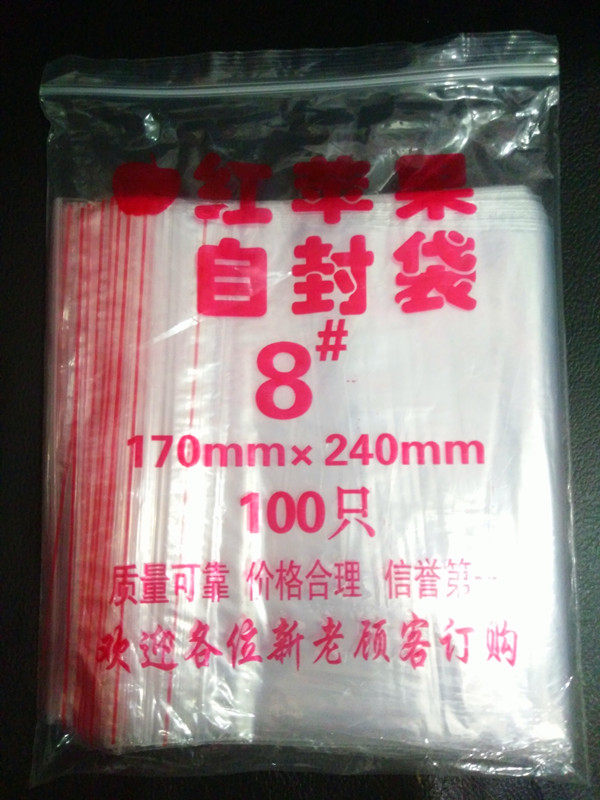 红苹果
自封袋
8#
170mm×240mm
100只
质量可靠 价格合理 信誉第一
欢迎各位新老顾客订购